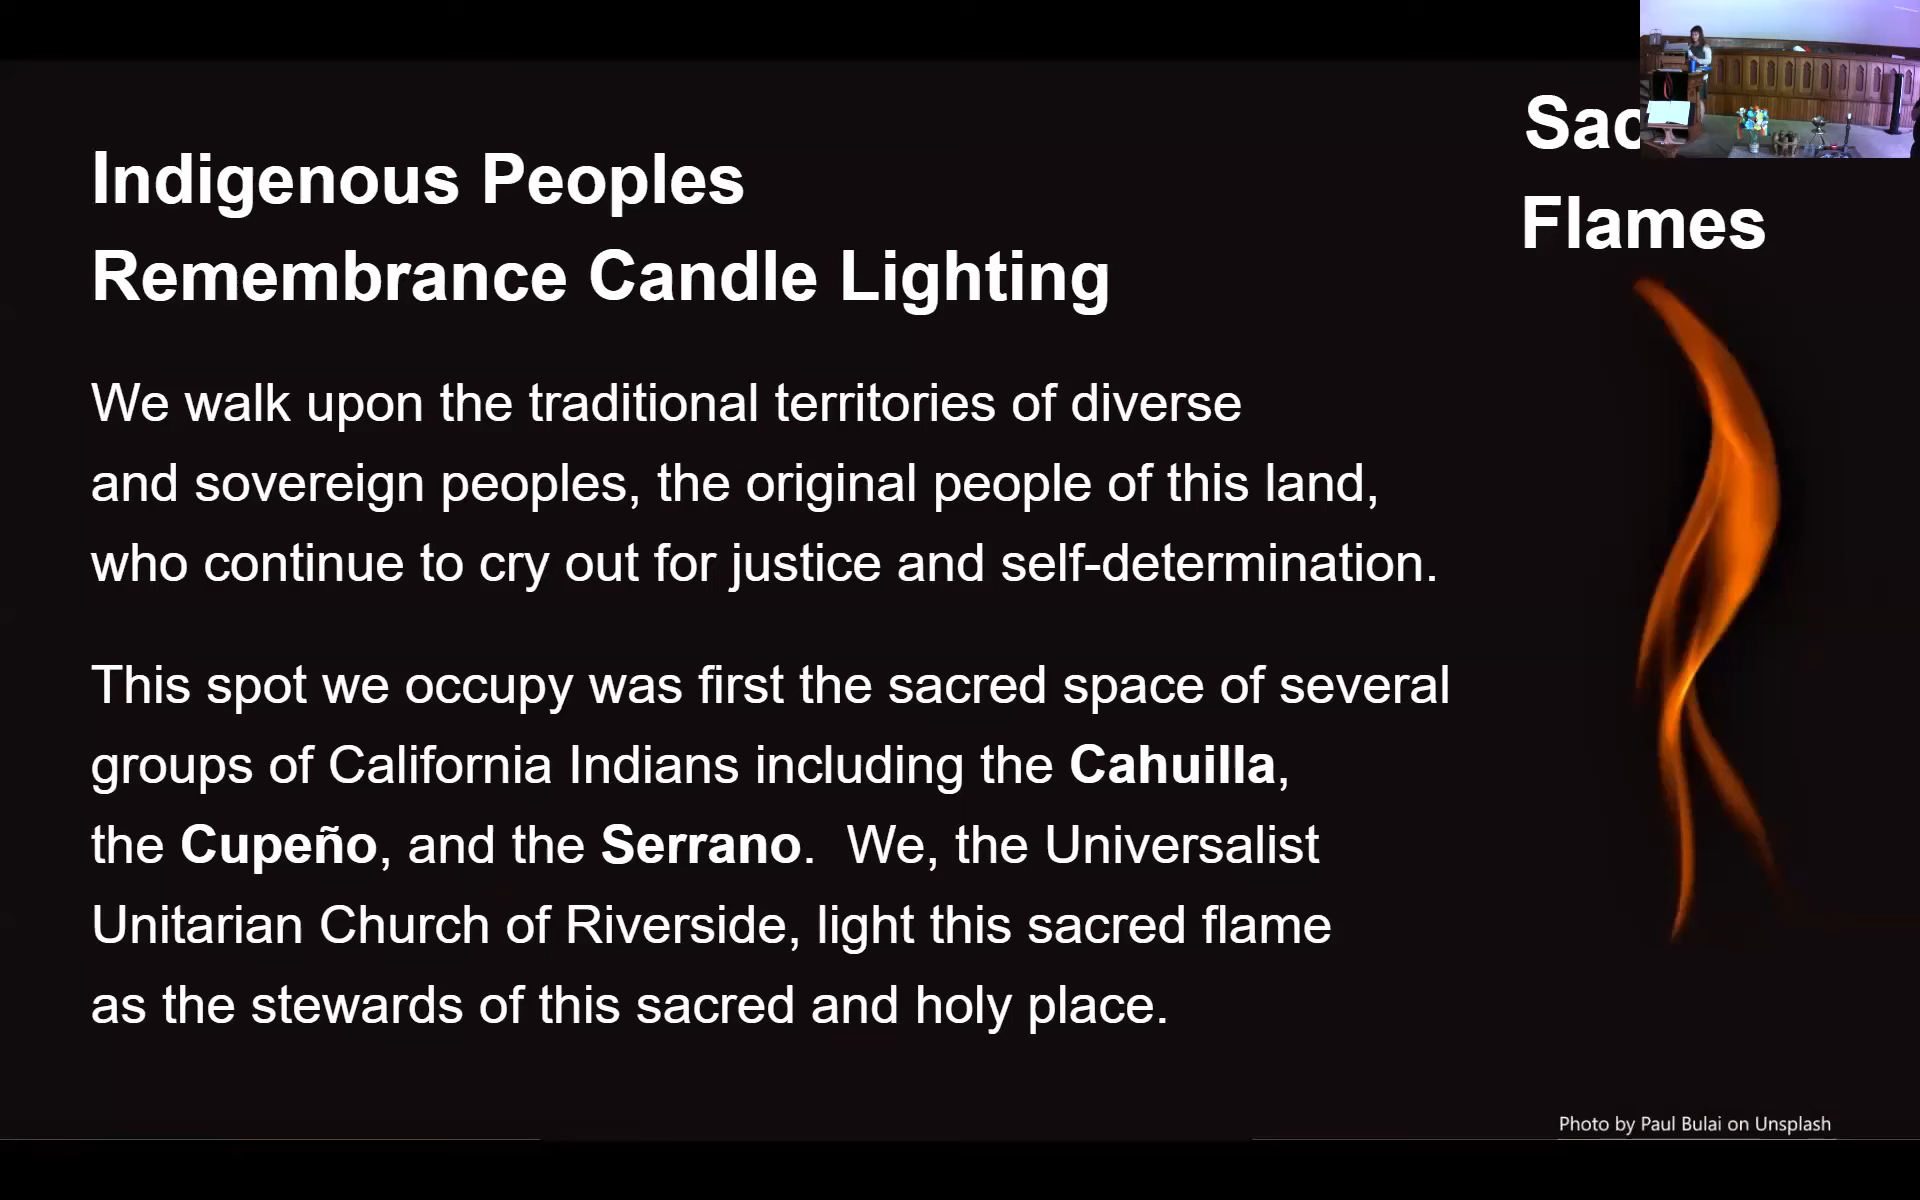 Indigenous Peoples
Remembrance Candle Lighting
We walk upon the traditional territories of diverse
and sovereign peoples, the original people of this land,
who continue to cry out for justice and self-determination.
This spot we occupy was first the sacred space of several
groups of California Indians including the Cahuilla,
the Cupeño, and the Serrano. We, the Universalist
Unitarian Church of Riverside, light this sacred flame
as the stewards of this sacred and holy place.
Flames
Photo by Paul Bulai on Unsplash